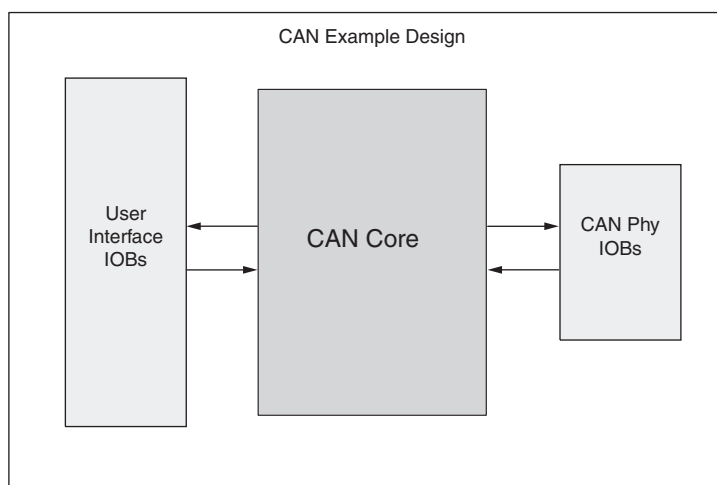 CAN Example Design
User
Interface
IOBs
CAN Core
CAN Phy
IOBs